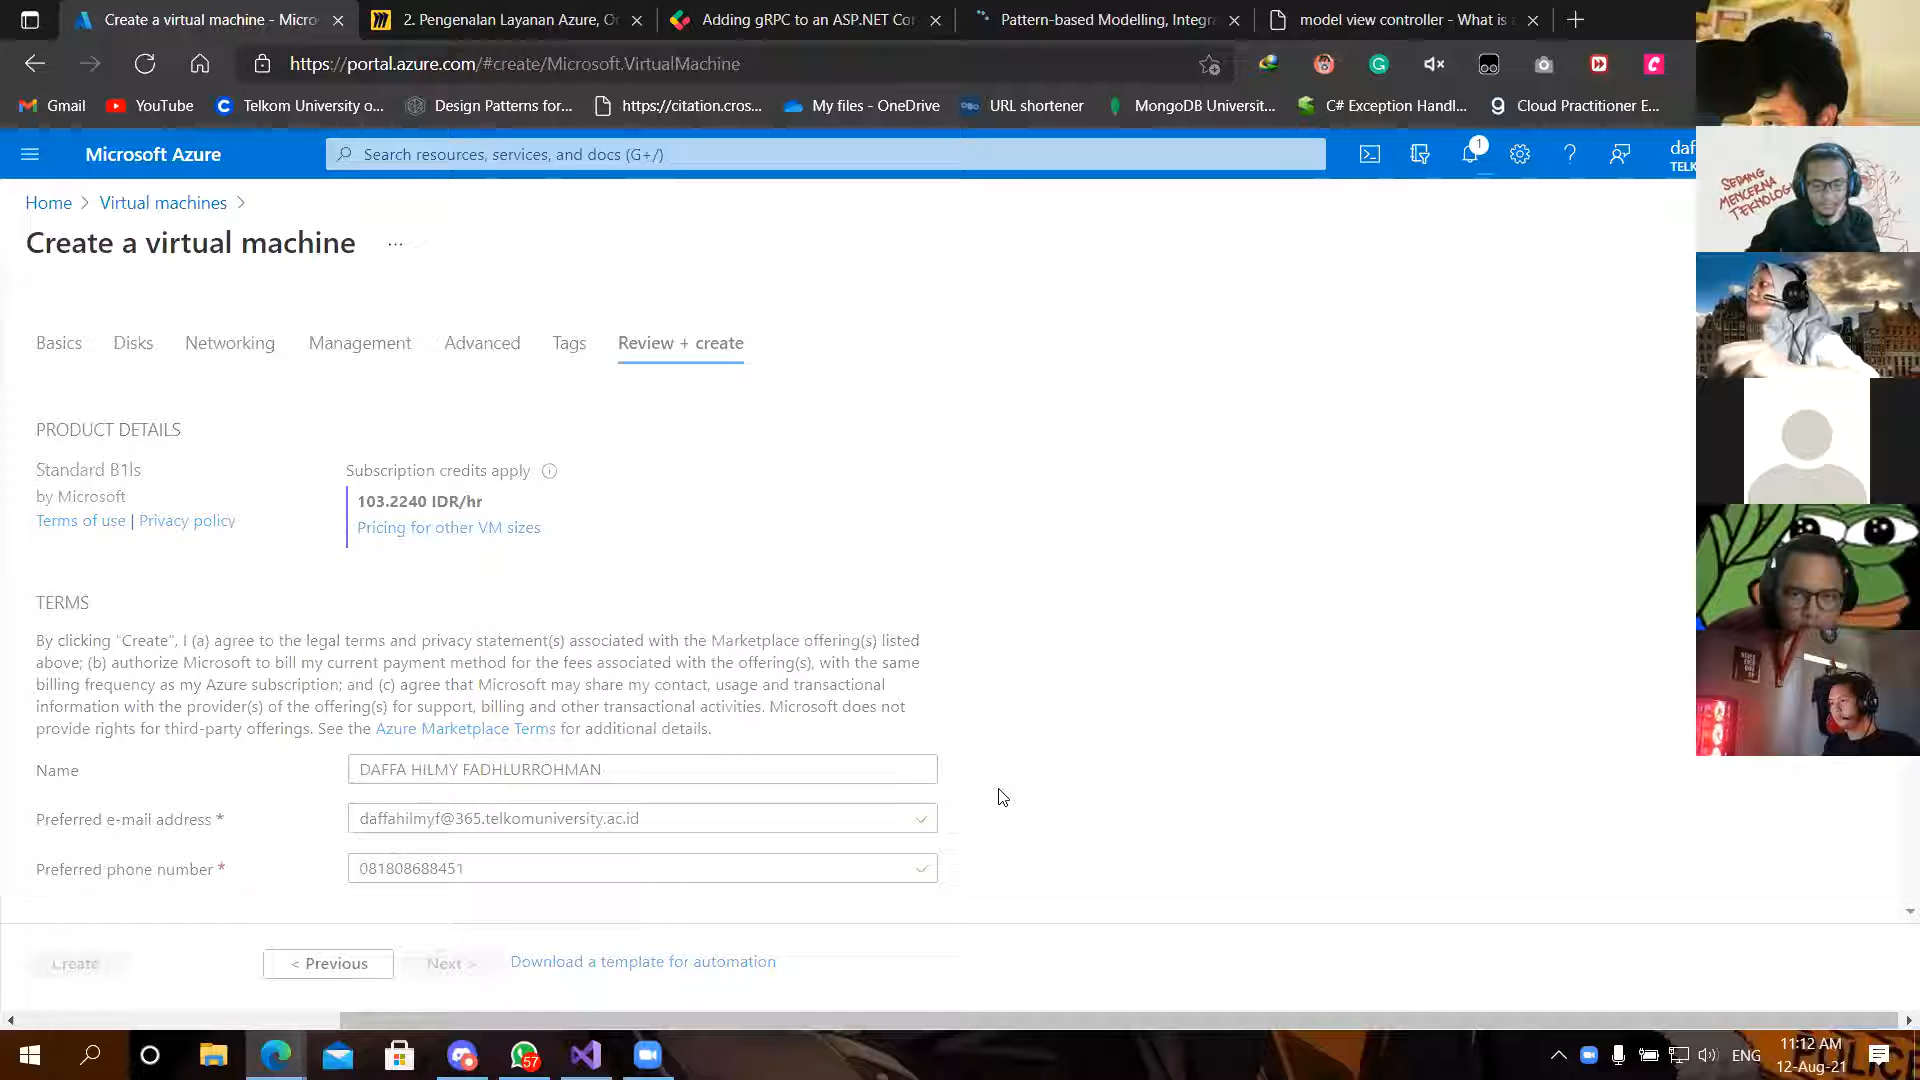 Create a virtual machine - Micro
2. Pengenalan Layanan Azure, O
Adding gRPC to an ASP.NET Co
Pattern-based Modelling, Integra
model view controller - What is
https://portal.azure.com/#create/Microsoft.VirtualMachine
Gmail
YouTube
Telkom University o...
Design Patterns for...
https://citation.cros...
My files - OneDrive
URL shortener
MongoDB Universit...
C# Exception Handl...
Cloud Practitioner E...
Microsoft Azure
Search resources, services, and docs (G+/)
1
daf
TELK
Home > Virtual machines >
Create a virtual machine ...
Basics
Disks
Networking
Management
Advanced
Tags
Review + create
PRODUCT DETAILS
Standard B1ls
by Microsoft
Terms of use | Privacy policy
Subscription credits apply
103.2240 IDR/hr
Pricing for other VM sizes
TERMS
By clicking "Create", I (a) agree to the legal terms and privacy statement(s) associated with the Marketplace offering(s) listed
above; (b) authorize Microsoft to bill my current payment method for the fees associated with the offering(s), with the same
billing frequency as my Azure subscription; and (c) agree that Microsoft may share my contact, usage and transactional
information with the provider(s) of the offering(s) for support, billing and other transactional activities. Microsoft does not
provide rights for third-party offerings. See the Azure Marketplace Terms for additional details.
Name
DAFFA HILMY FADHLURROHMAN
Preferred e-mail address *
daffahilmyf@365.telkomuniversity.ac.id
Preferred phone number *
081808688451
Create
< Previous
Next >
Download a template for automation
SEDANG
MENCERNA
TEKNOLOGI
57
ENG
11:12 AM
12-Aug-21